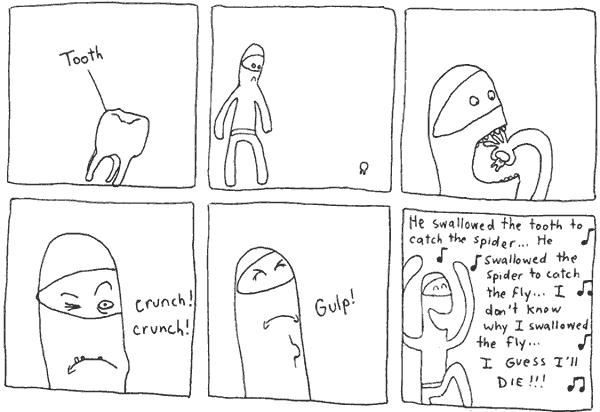 Tooth
crunch!
crunch!
Gulp!
He swallowed the tooth to
catch the spider... He
swallowed the
spider to catch
the fly... I
don't know
why I swallowed
the fly...
I Guess I'll
DIE!!!